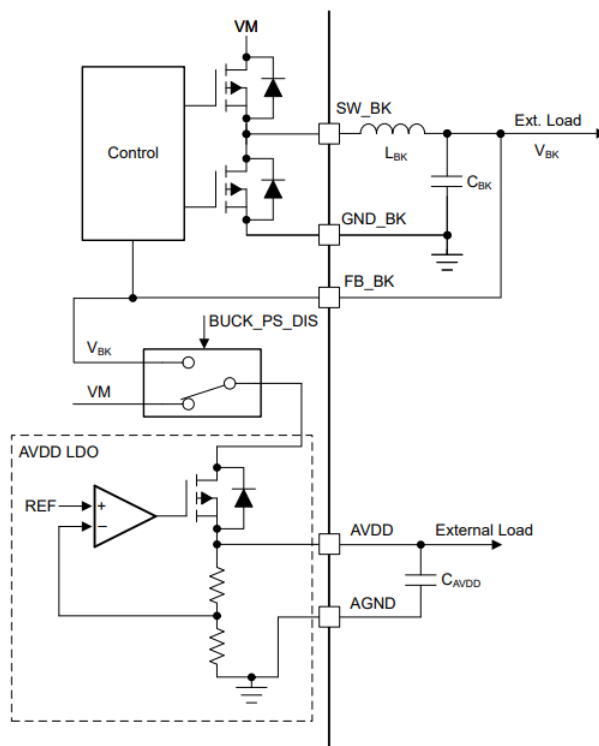 VM
SW_BK
Ext. Load
Control
L_BK
V_BK
C_BK
GND_BK
FB_BK
BUCK_PS_DIS
V_BK
VM
AVDD LDO
REF
+
−
AVDD
External Load
C_AVDD
AGND